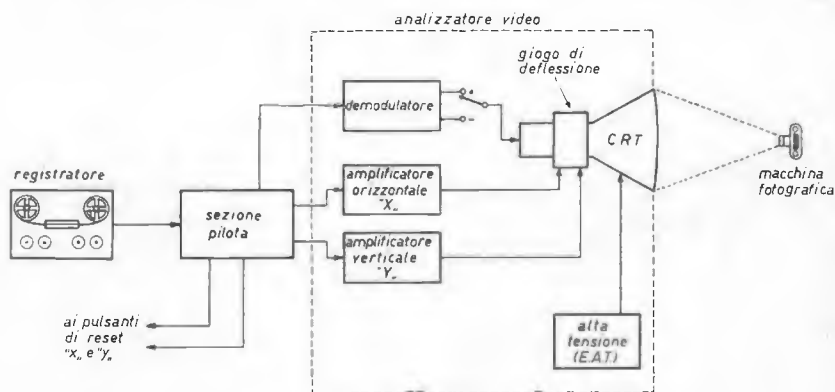 analizzatore video
giogo di
deflessione
demodulatore
+
-
CRT
macchina
fotografica
registratore
sezione
pilota
amplificatore
orizzontale
"X„
amplificatore
verticale
"Y„
ai pulsanti
di reset
"x„ e "y„
alta
tensione
(E.A.T.)